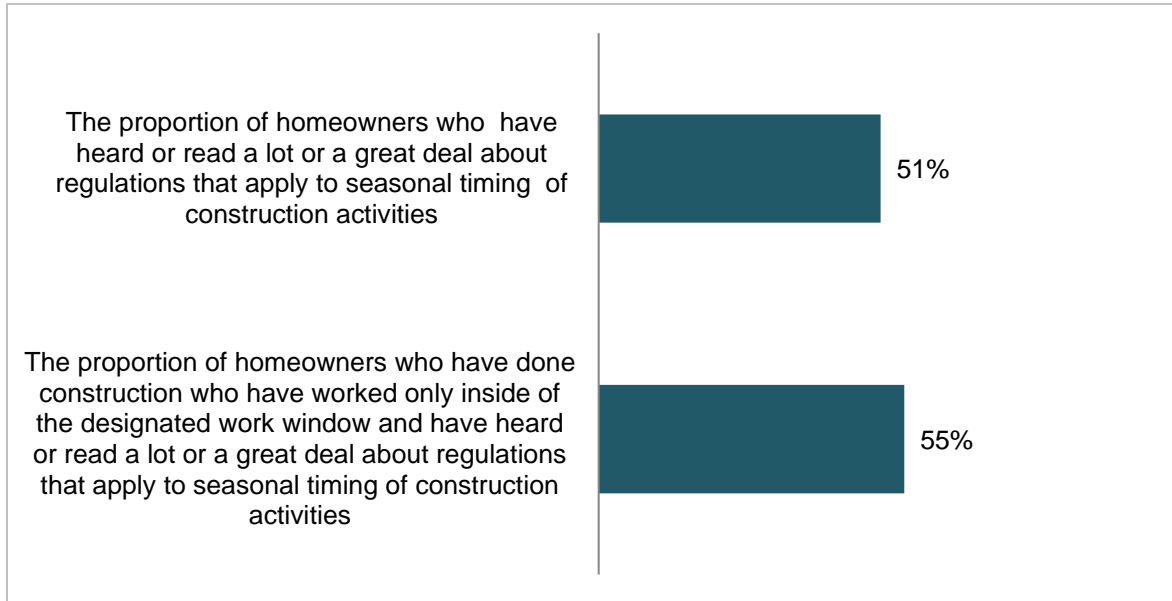 The proportion of homeowners who have
heard or read a lot or a great deal about
regulations that apply to seasonal timing of
construction activities
51%
The proportion of homeowners who have done
construction who have worked only inside of
the designated work window and have heard
or read a lot or a great deal about regulations
that apply to seasonal timing of construction
activities
55%